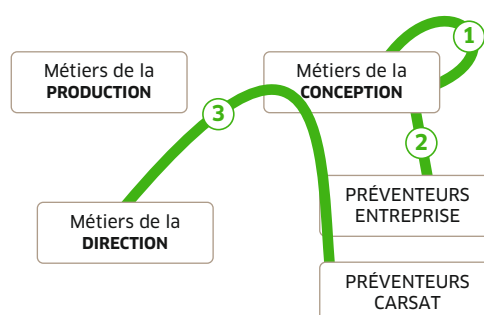 1
Métiers de la
PRODUCTION
Métiers de la
CONCEPTION
3
2
PRÉVENTEURS
ENTREPRISE
Métiers de la
DIRECTION
PRÉVENTEURS
CARSAT